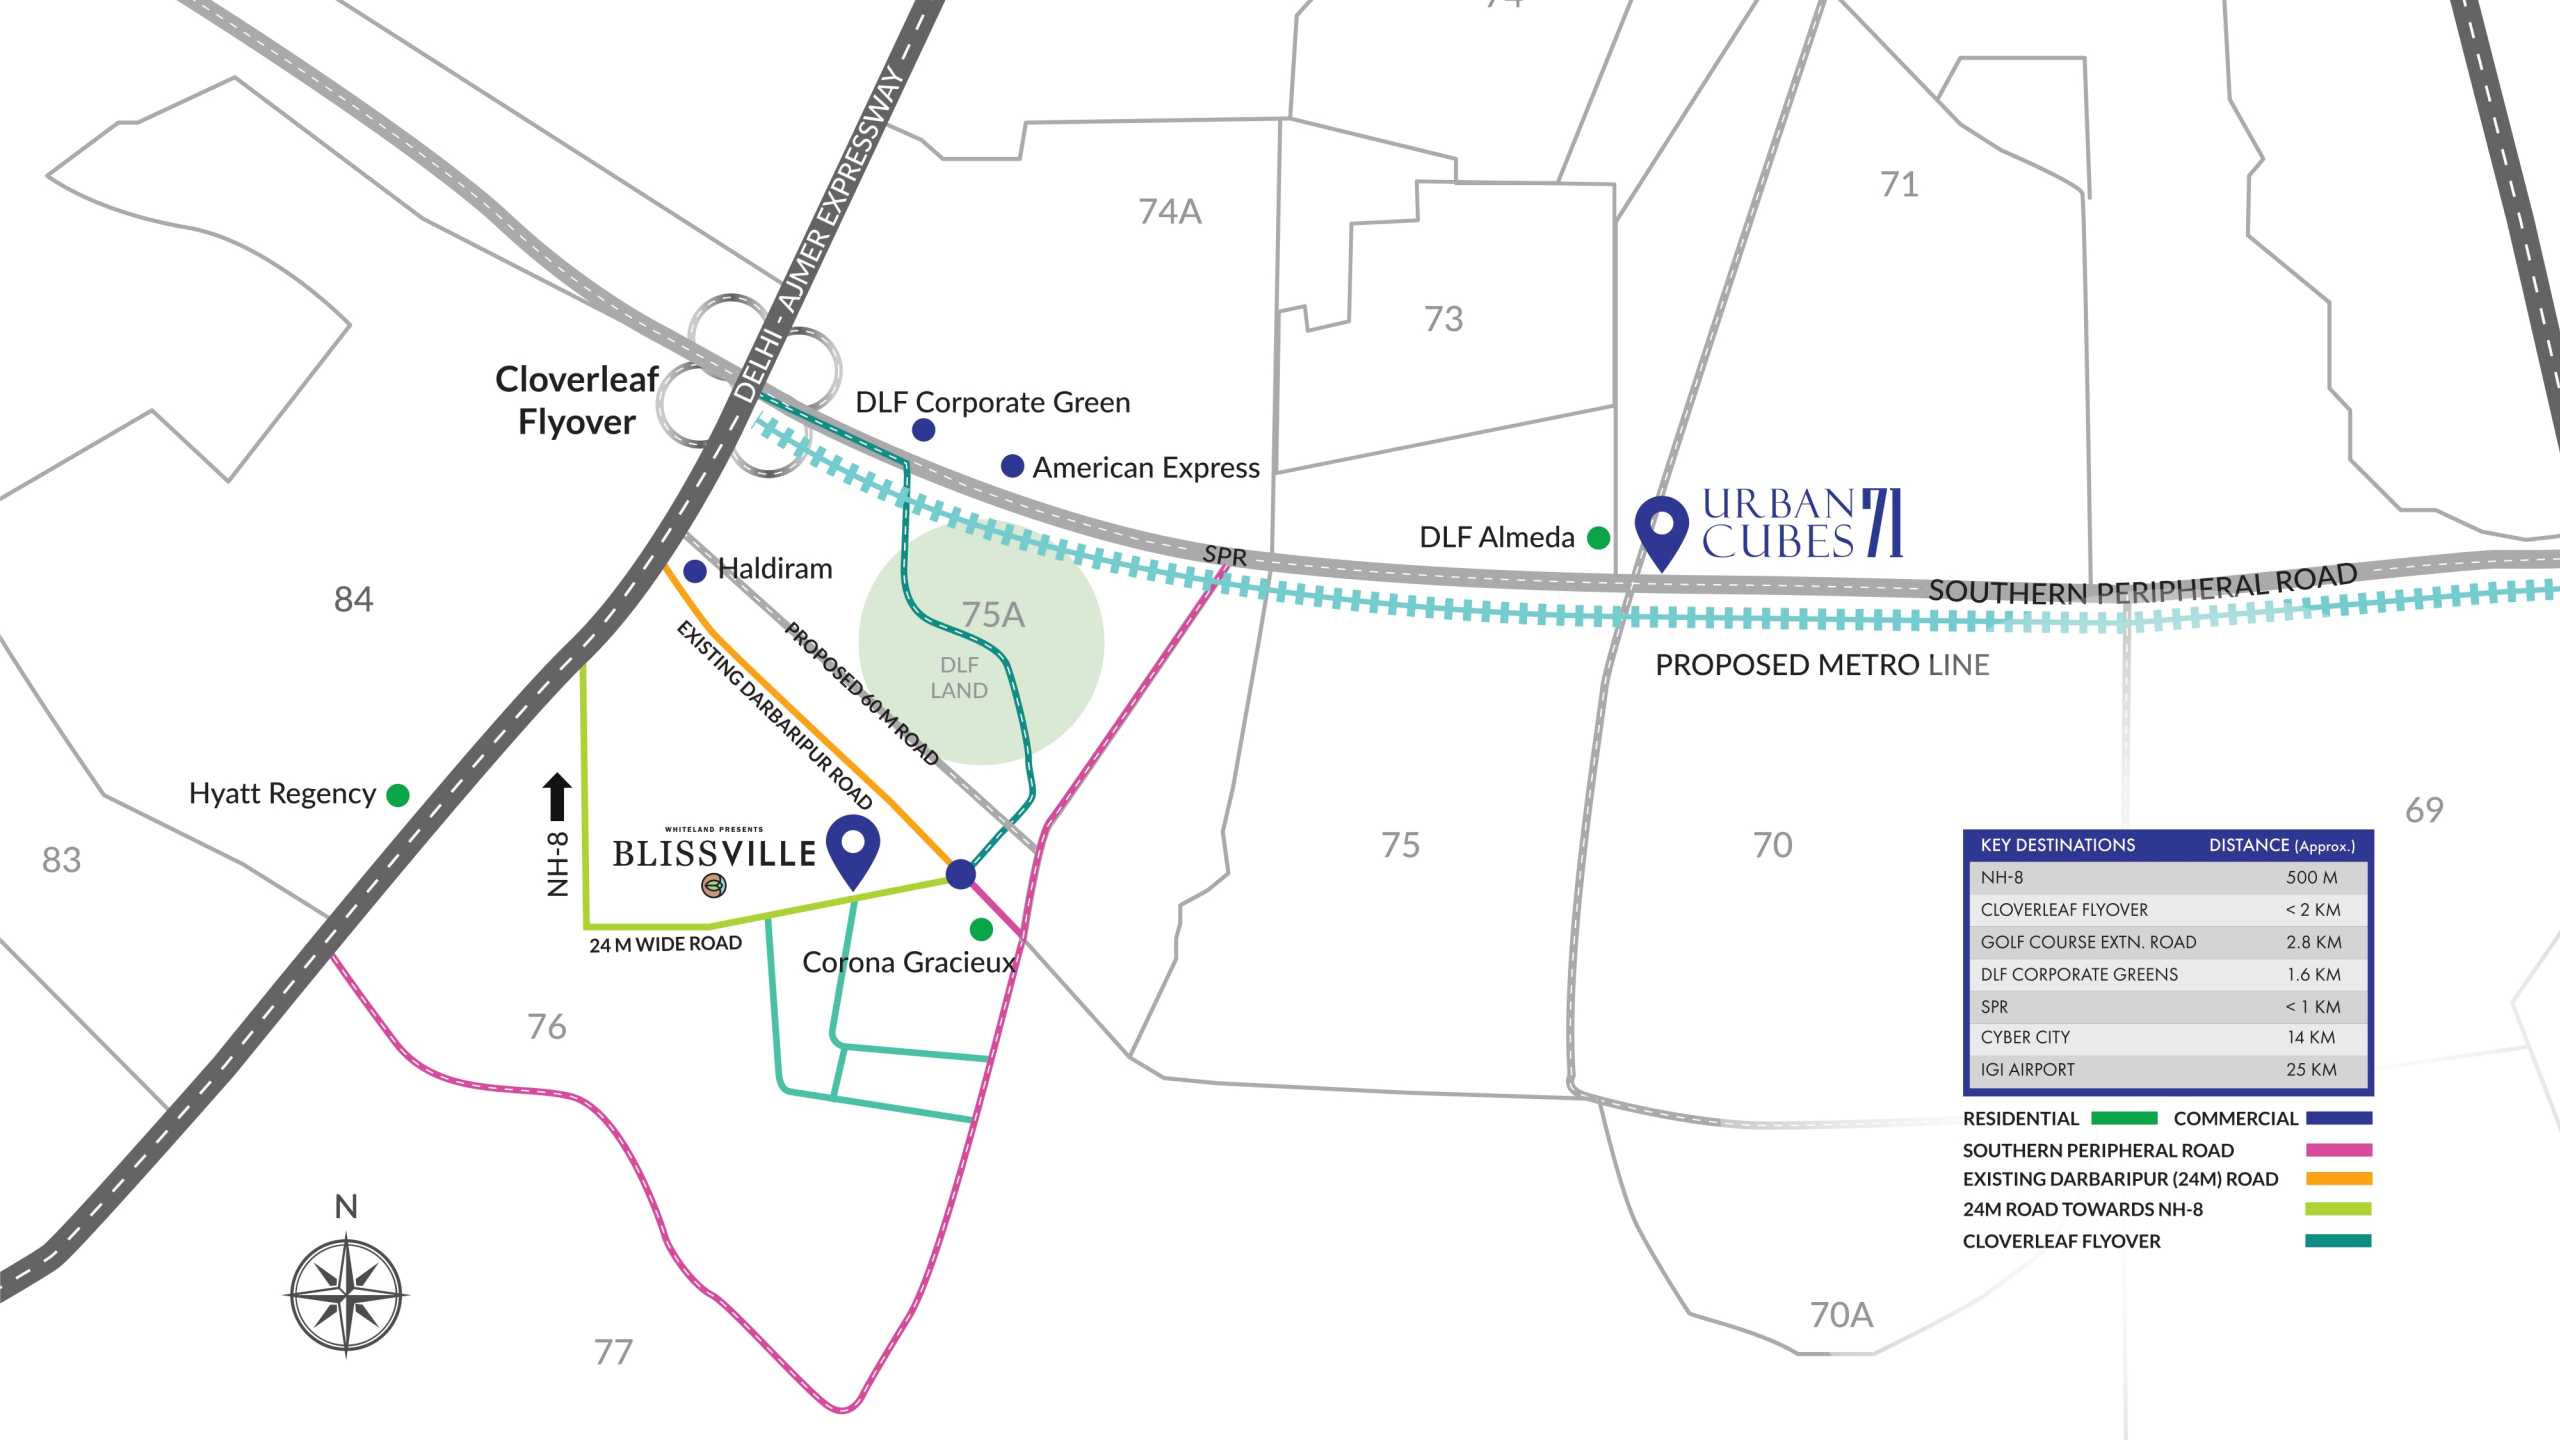 74
DELHI - AJMER EXPRESSWAY
71
74A
73
Cloverleaf
Flyover
DLF Corporate Green
American Express
DLF Almeda
URBAN
CUBES 71
SPR
SOUTHERN PERIPHERAL ROAD
Haldiram
84
75A
DLF
LAND
PROPOSED 60 M ROAD
EXISTING DARBARIPUR ROAD
PROPOSED METRO LINE
Hyatt Regency
NH-8
WHITELAND PRESENTS
BLISSVILLE
83
75
70
69
24 M WIDE ROAD
Corona Gracieux
76
77
70A
N
KEY DESTINATIONS DISTANCE (Approx.)
NH-8 500 M
CLOVERLEAF FLYOVER < 2 KM
GOLF COURSE EXTN. ROAD 2.8 KM
DLF CORPORATE GREENS 1.6 KM
SPR < 1 KM
CYBER CITY 14 KM
IGI AIRPORT 25 KM
RESIDENTIAL COMMERCIAL
SOUTHERN PERIPHERAL ROAD
EXISTING DARBARIPUR (24M) ROAD
24M ROAD TOWARDS NH-8
CLOVERLEAF FLYOVER